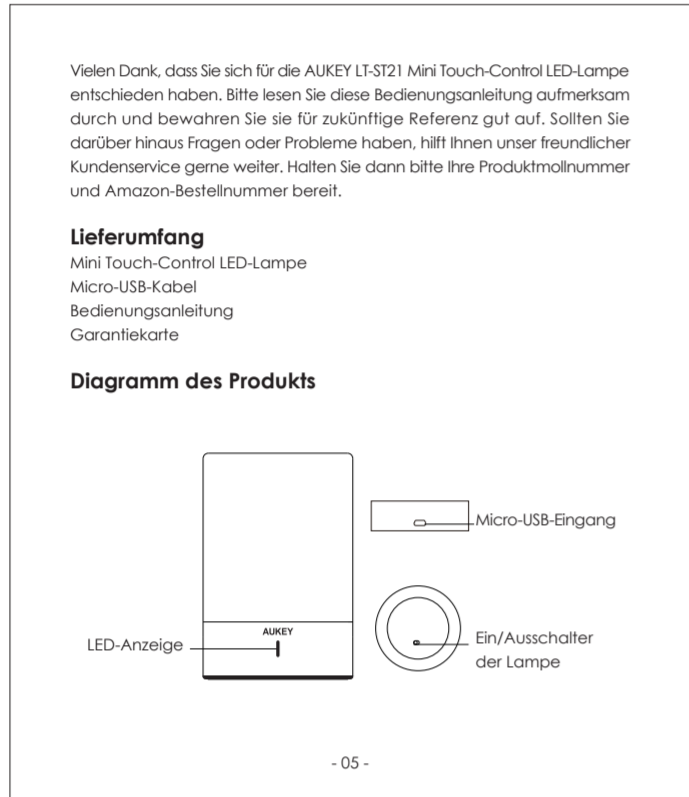 Vielen Dank, dass Sie sich für die AUKEY LT-ST21 Mini Touch-Control LED-Lampe
entschieden haben. Bitte lesen Sie diese Bedienungsanleitung aufmerksam
durch und bewahren Sie sie für zukünftige Referenz gut auf. Sollten Sie
darüber hinaus Fragen oder Probleme haben, hilft Ihnen unser freundlicher
Kundenservice gerne weiter. Halten Sie dann bitte Ihre Produktmollnummer
und Amazon-Bestellnummer bereit.
Lieferumfang
Mini Touch-Control LED-Lampe
Micro-USB-Kabel
Bedienungsanleitung
Garantiekarte
Diagramm des Produkts
Micro-USB-Eingang
AUKEY
LED-Anzeige
Ein/Ausschalter
der Lampe
- 05 -